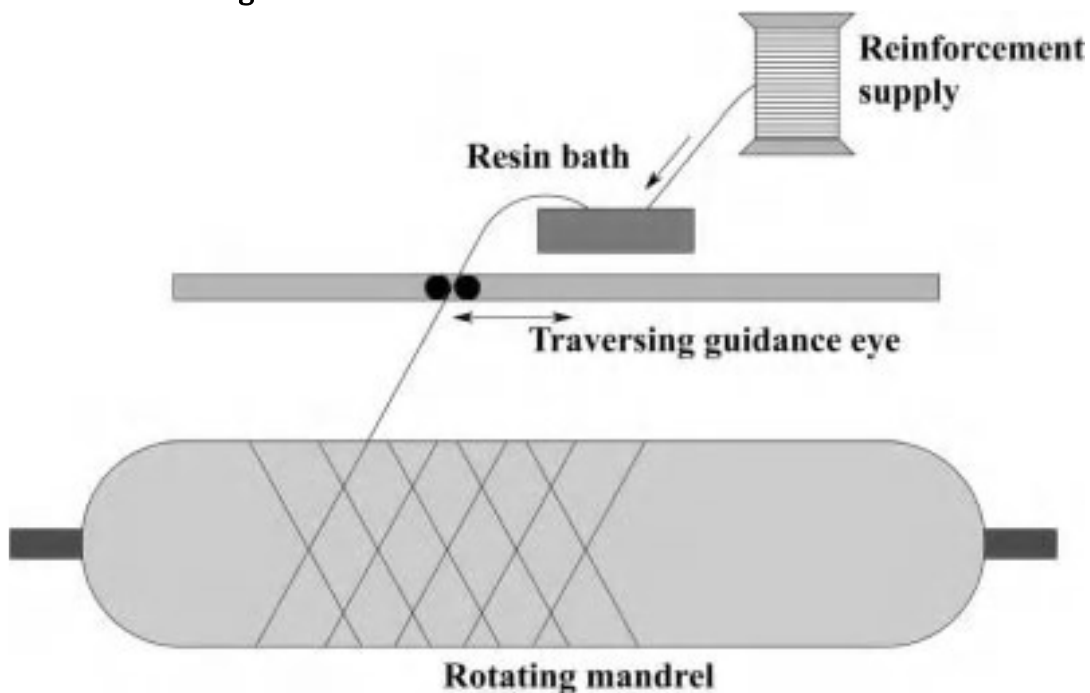 Reinforcement
supply
Resin bath
Traversing guidance eye
Rotating mandrel